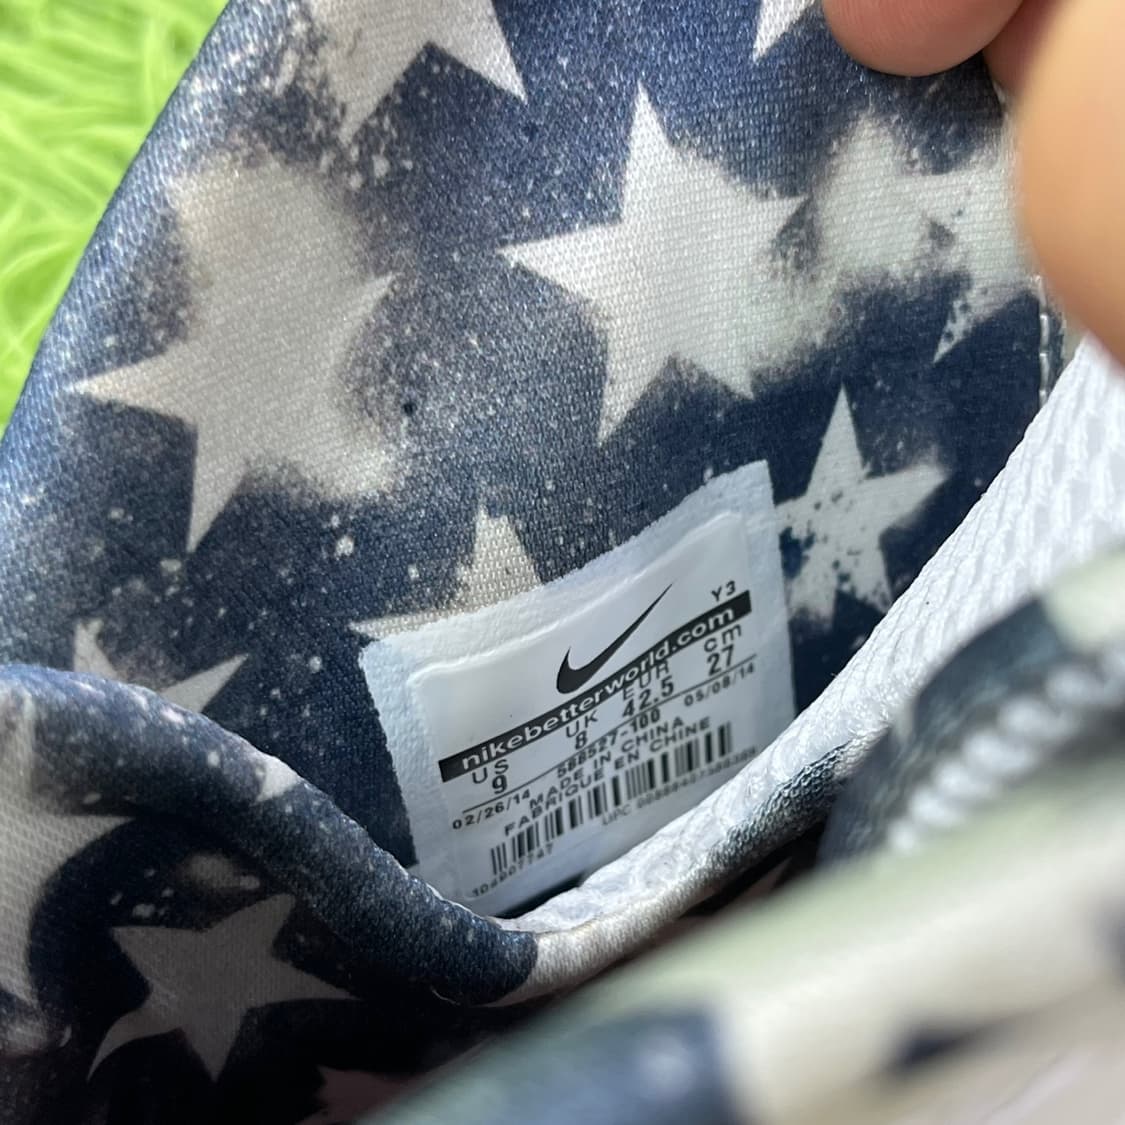 Y3
nikebetterworld.com
US UK EUR cm
9 8 42.5 27
02/26/14 588527-100 05/08/14
MADE IN CHINA
FABRIQUE EN CHINE
UPC